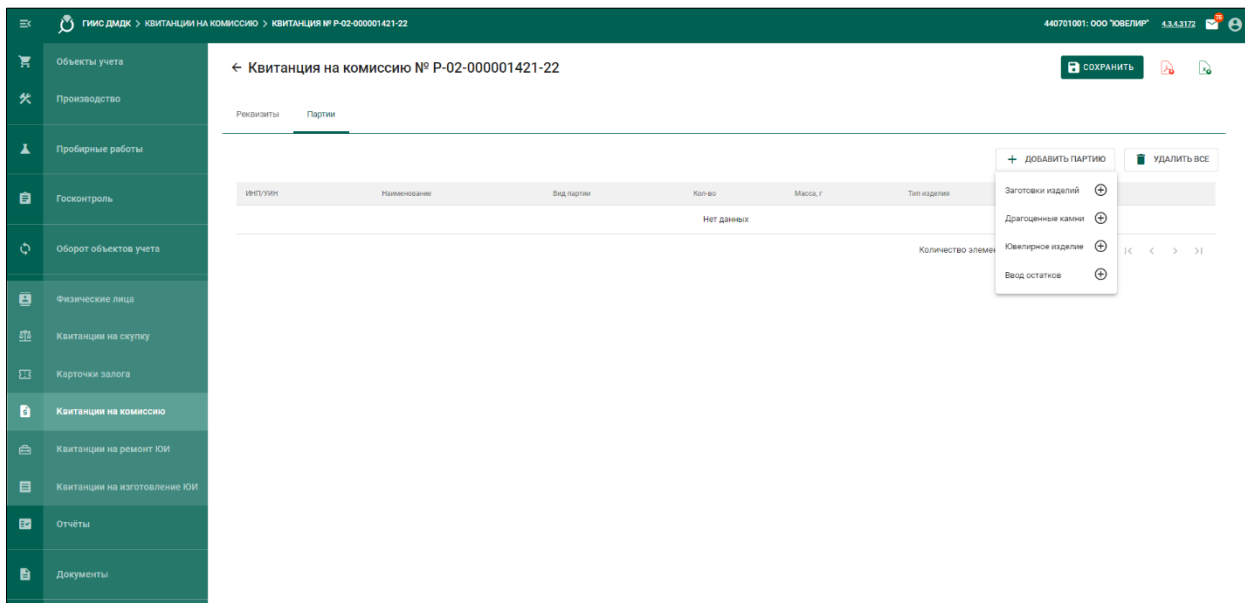 ГИИС ДМДК > КВИТАНЦИИ НА КОМИССИЮ > КВИТАНЦИЯ № Р-02-000001421-22
440701001: ООО "ЮВЕЛИР" 4.3.4.3172
Объекты учета
Производство
Пробирные работы
Госконтроль
Оборот объектов учета
Физические лица
Квитанции на скупку
Карточки залога
Квитанции на комиссию
Квитанции на ремонт ЮИ
Квитанции на изготовление ЮИ
Отчёты
Документы
← Квитанция на комиссию № Р-02-000001421-22
СОХРАНИТЬ
Реквизиты Партии
+ ДОБАВИТЬ ПАРТИЮ УДАЛИТЬ ВСЕ
ИНП/УИН Наименование Вид партии Кол-во Масса, г Тип изделия
Нет данных
Количество элемен
Заготовки изделий
Драгоценные камни
Ювелирное изделие
Ввод остатков